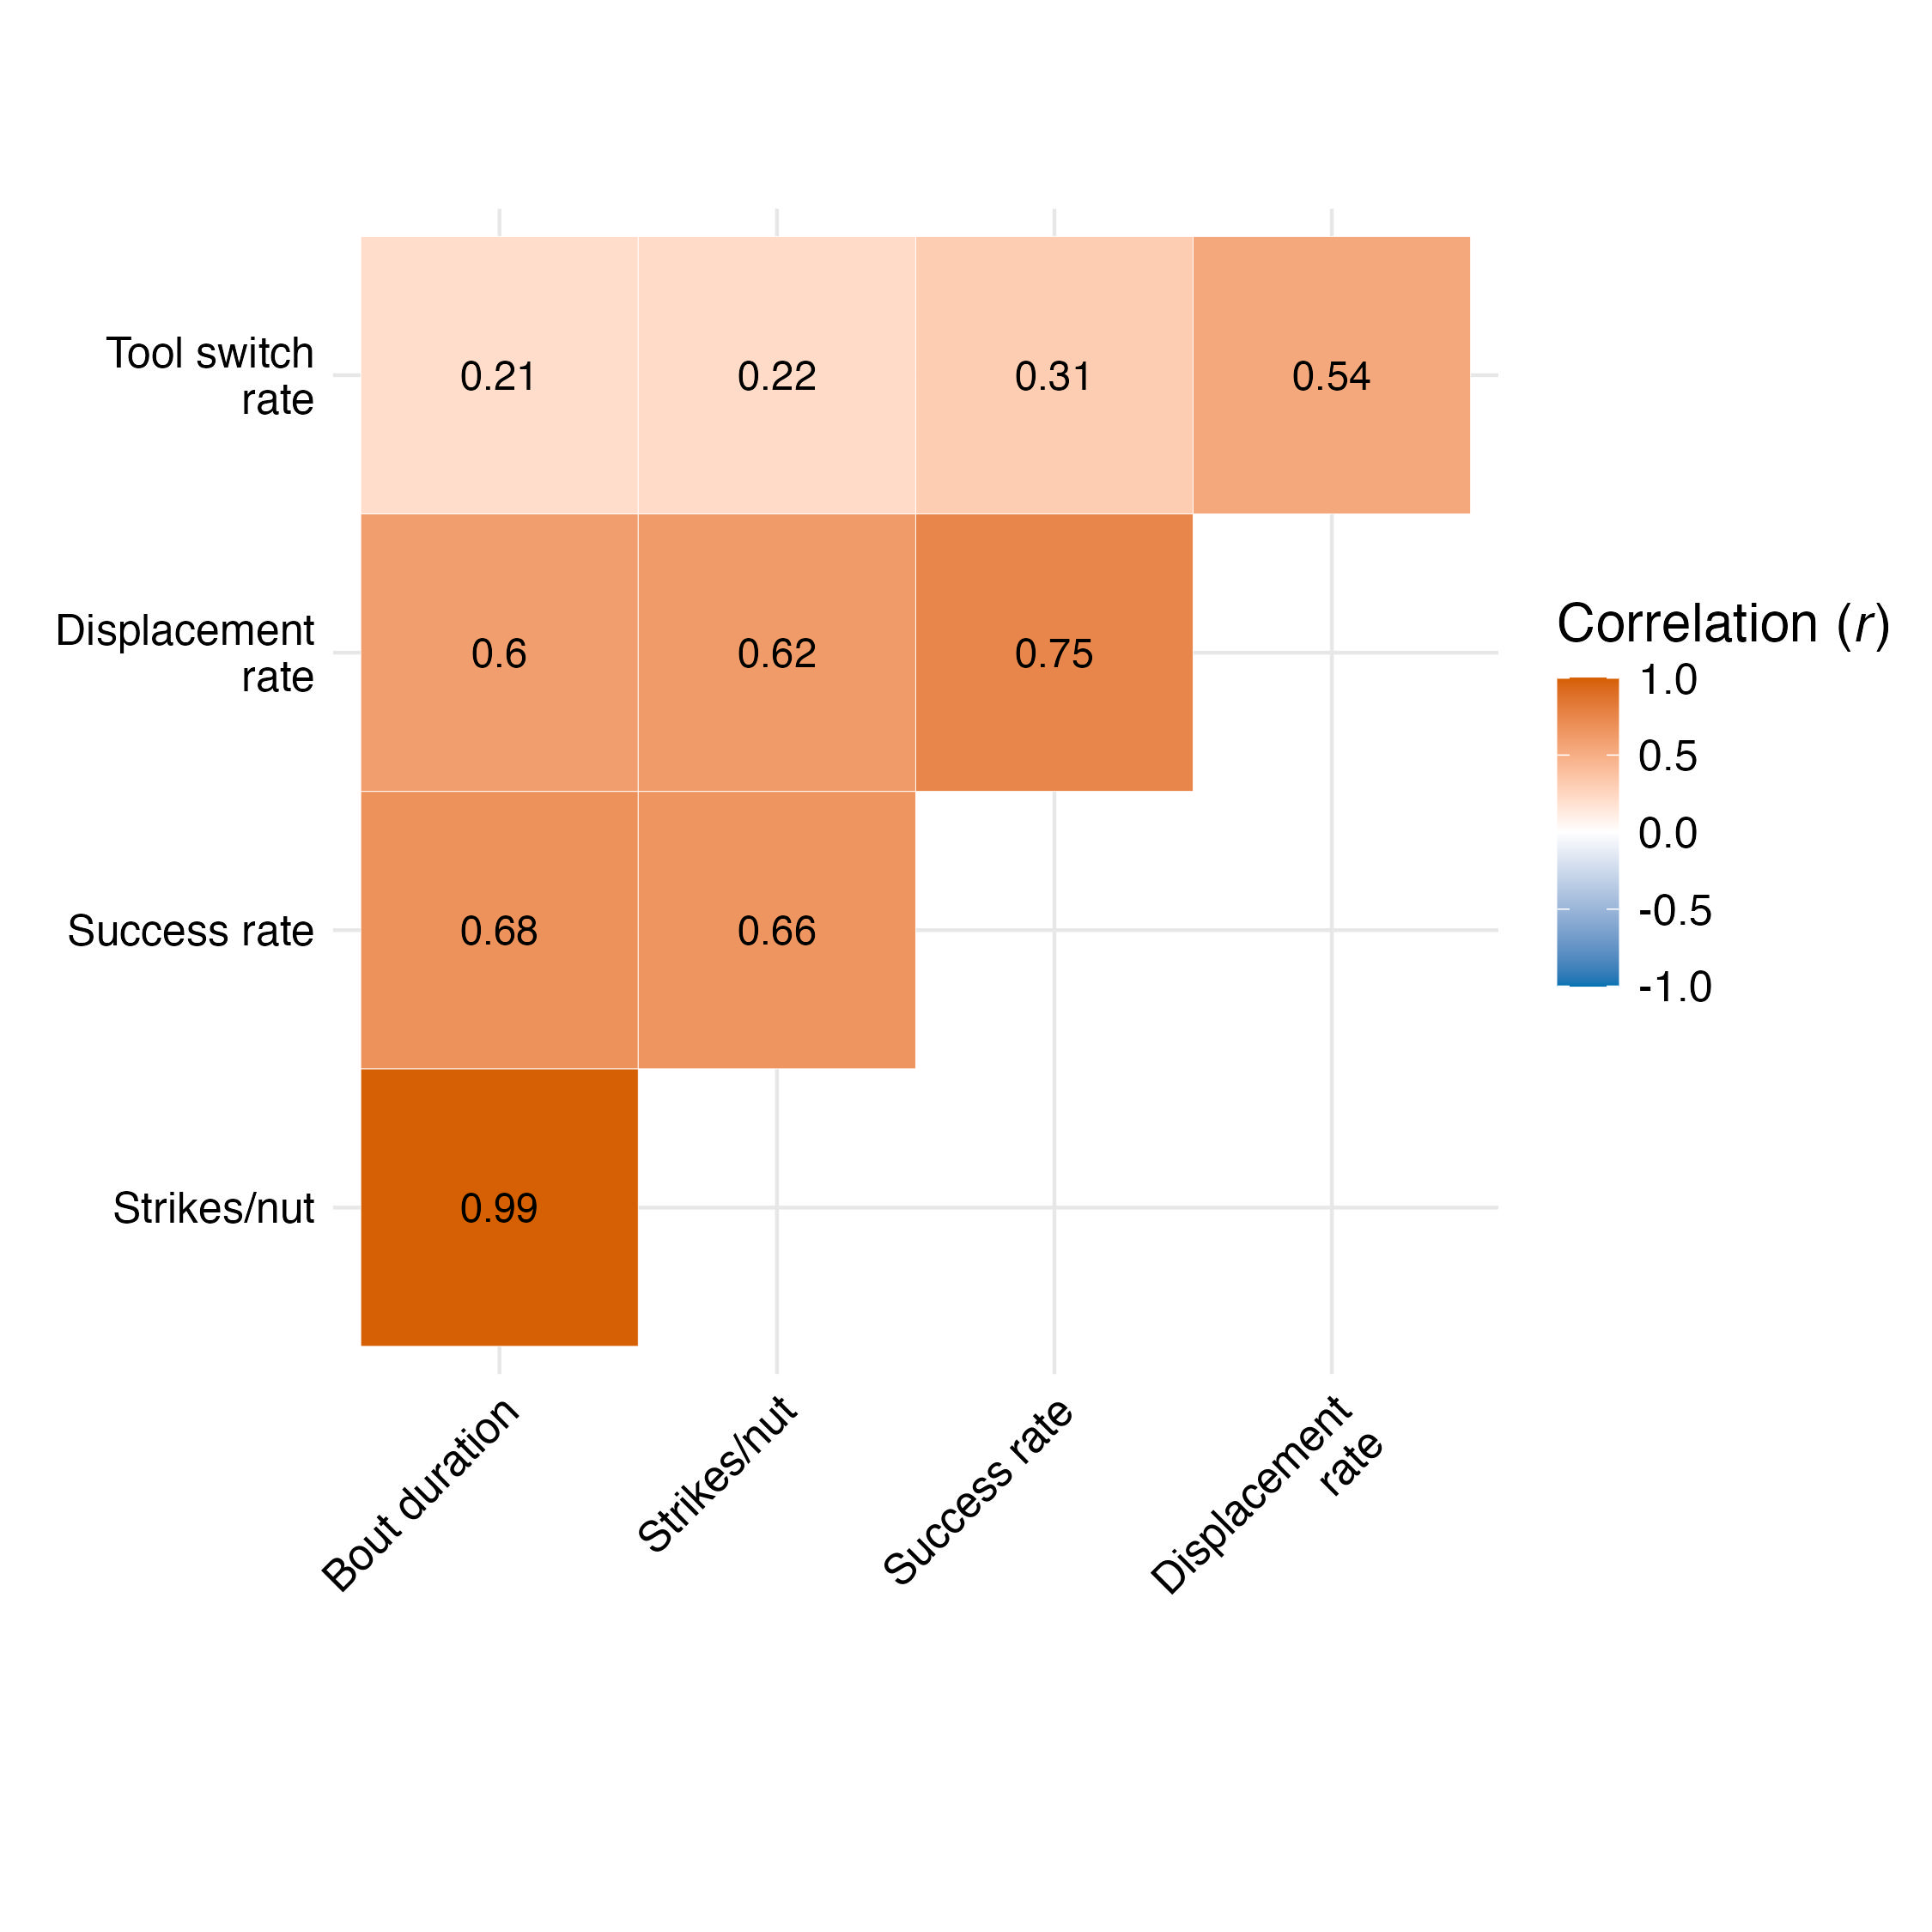 Tool switch
rate
0.21 0.22 0.31 0.54
Displacement
rate
0.6 0.62 0.75
Success rate
0.68 0.66
Strikes/nut
0.99
Bout duration
Strikes/nut
Success rate
Displacement
rate
Correlation (r)
1.0
0.5
0.0
-0.5
-1.0